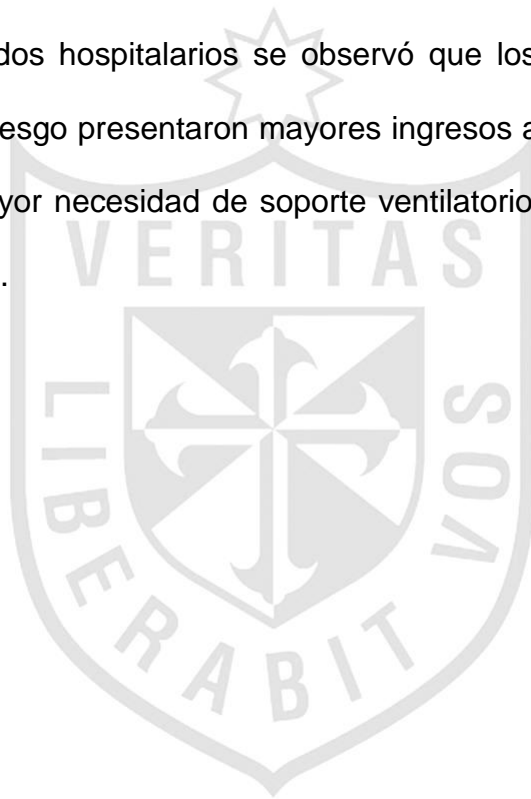 dos hospitalarios se observó que los
esgo presentaron mayores ingresos a
yor necesidad de soporte ventilatorio
.
VERITAS
LIBERABIT
VOS